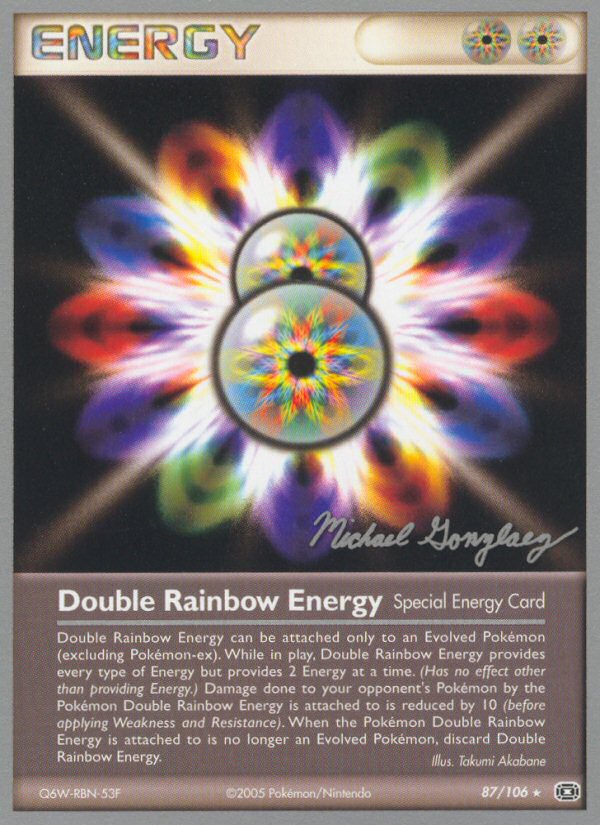 ENERGY
Michael Gonzlaez
Double Rainbow Energy Special Energy Card
Double Rainbow Energy can be attached only to an Evolved Pokémon
(excluding Pokémon-ex). While in play, Double Rainbow Energy provides
every type of Energy but provides 2 Energy at a time. (Has no effect other
than providing Energy.) Damage done to your opponent's Pokémon by the
Pokémon Double Rainbow Energy is attached to is reduced by 10 (before
applying Weakness and Resistance). When the Pokémon Double Rainbow
Energy is attached to is no longer an Evolved Pokémon, discard Double
Rainbow Energy.
Illus. Takumi Akabane
Q6W-RBN-53F ©2005 Pokémon/Nintendo 87/106 ★